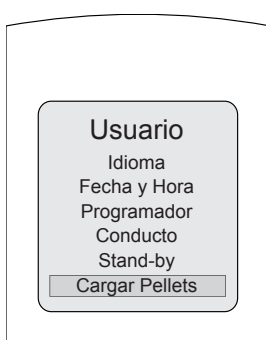 Usuario
Idioma
Fecha y Hora
Programador
Conducto
Stand-by
Cargar Pellets